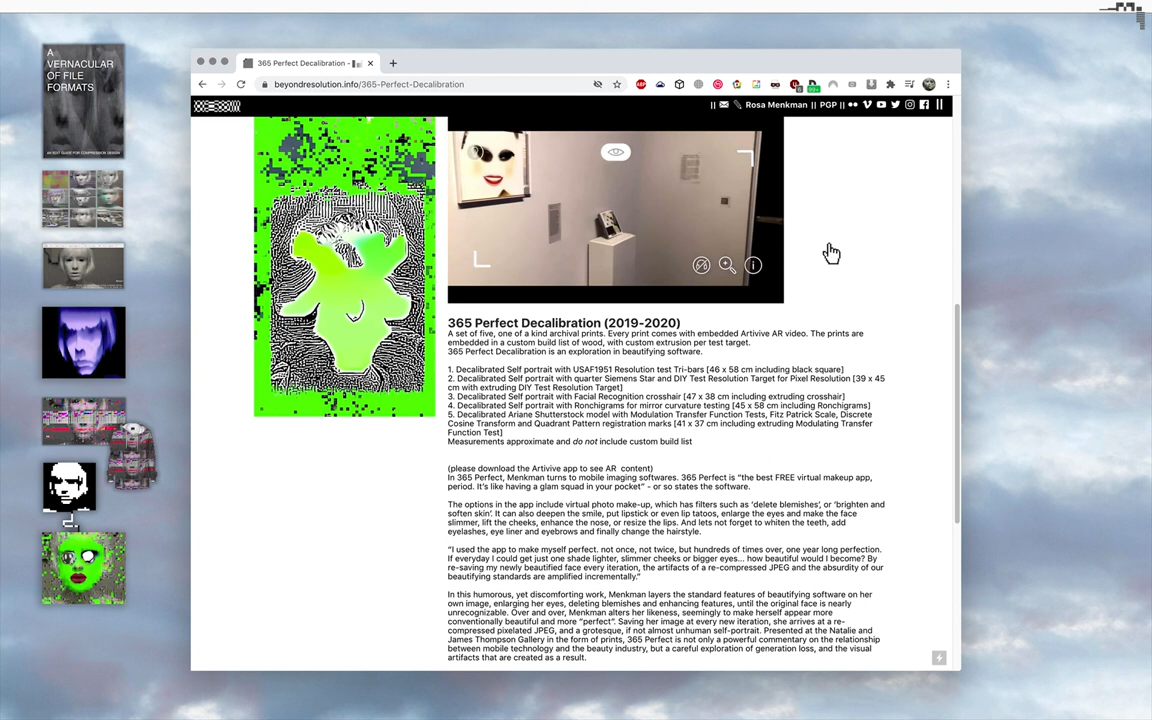 A
VERNACULAR
OF FILE
FORMATS
365 Perfect Decalibration -
beyondresolution.info/365-Perfect-Decalibration
|| Rosa Menkman || PGP || ||
365 Perfect Decalibration (2019-2020)
A set of five, one of a kind archival prints. Every print comes with embedded Artivive AR video. The prints are
embedded in a custom build list of wood, with custom extrusion per test target.
365 Perfect Decalibration is an exploration in beautifying software.
1. Decalibrated Self portrait with USAF1951 Resolution test Tri-bars [46 x 58 cm including black square]
2. Decalibrated Self portrait with quarter Siemens Star and DIY Test Resolution Target for Pixel Resolution [39 x 45
cm with extruding DIY Test Resolution Target]
3. Decalibrated Self portrait with Facial Recognition crosshair [47 x 38 cm including extruding crosshair]
4. Decalibrated Self portrait with Ronchigrams for mirror curvature testing [45 x 58 cm including Ronchigrams]
5. Decalibrated Ariane Shutterstock model with Modulation Transfer Function Tests, Fitz Patrick Scale, Discrete
Cosine Transform and Quadrant Pattern registration marks [41 x 37 cm including extruding Modulating Transfer
Function Test]
Measurements approximate and do not include custom build list
(please download the Artivive app to see AR content)
In 365 Perfect, Menkman turns to mobile imaging softwares. 365 Perfect is "the best FREE virtual makeup app,
period. It's like having a glam squad in your pocket" - or so states the software.
The options in the app include virtual photo make-up, which has filters such as 'delete blemishes', or 'brighten and
soften skin'. It can also deepen the smile, put lipstick or even lip tatoos, enlarge the eyes and make the face
slimmer, lift the cheeks, enhance the nose, or resize the lips. And lets not forget to whiten the teeth, add
eyelashes, eye liner and eyebrows and finally change the hairstyle.
"I used the app to make myself perfect. not once, not twice, but hundreds of times over, one year long perfection.
If everyday I could get just one shade lighter, slimmer cheeks or bigger eyes... how beautiful would I become? By
re-saving my newly beautified face every iteration, the artifacts of a re-compressed JPEG and the absurdity of our
beautifying standards are amplified incrementally."
In this humorous, yet discomforting work, Menkman layers the standard features of beautifying software on her
own image, enlarging her eyes, deleting blemishes and enhancing features, until the original face is nearly
unrecognizable. Over and over, Menkman alters her likeness, seemingly to make herself appear more
conventionally beautiful and more "perfect". Saving her image at every new iteration, she arrives at a re-
compressed pixelated JPEG, and a grotesque, if not almost unhuman self-portrait. Presented at the Natalie and
James Thompson Gallery in the form of prints, 365 Perfect is not only a powerful commentary on the relationship
between mobile technology and the beauty industry, but a careful exploration of generation loss, and the visual
artifacts that are created as a result.